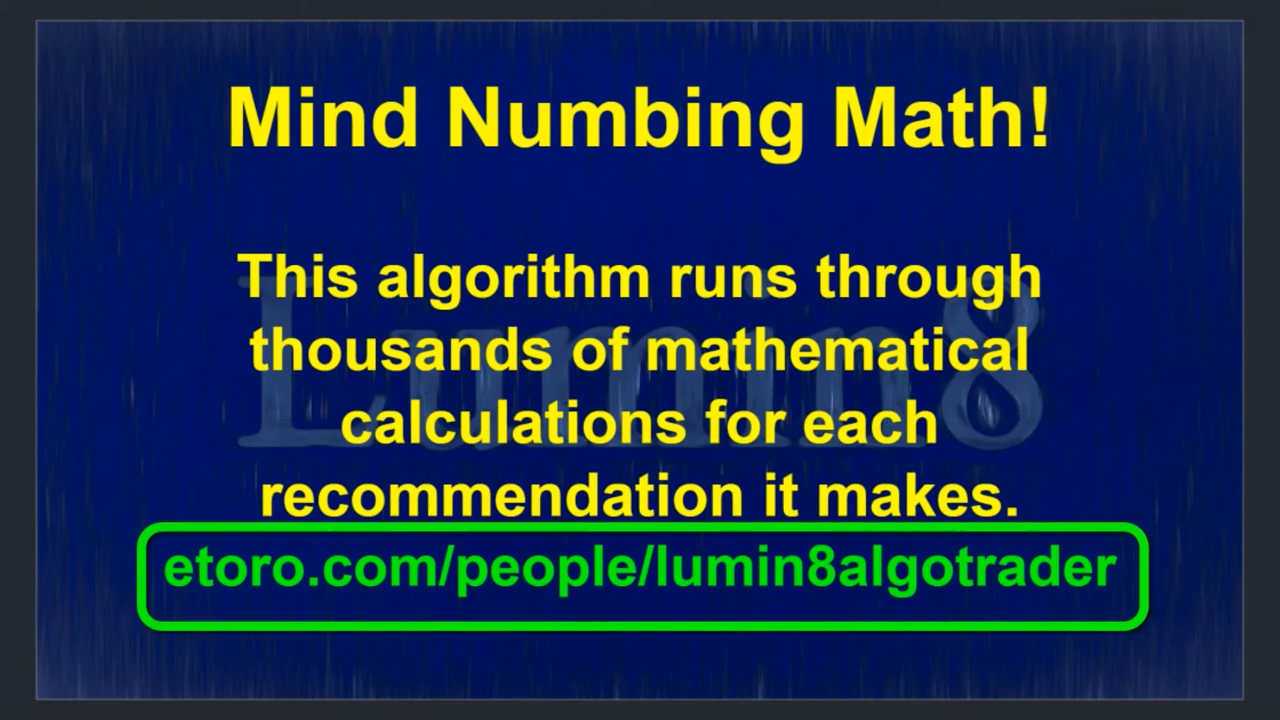 Mind Numbing Math!
This algorithm runs through
thousands of mathematical
calculations for each
recommendation it makes.
etoro.com/people/lumin8algotrader
Lumin8